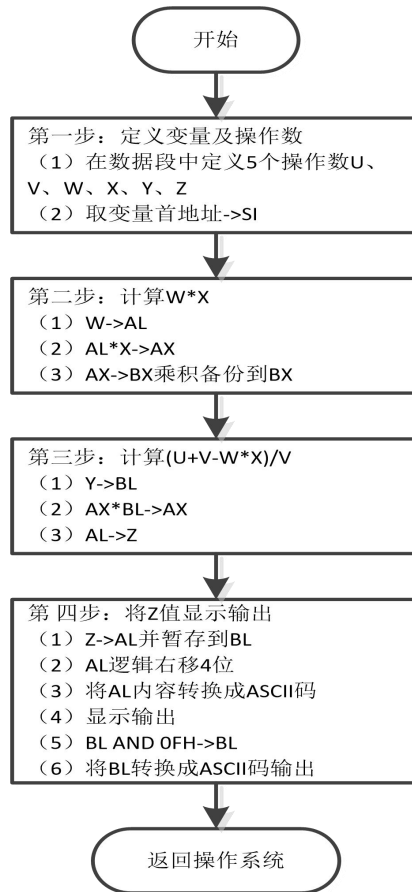 开始
第一步：定义变量及操作数
（1）在数据段中定义5个操作数U、
V、W、X、Y、Z
（2）取变量首地址->SI
第二步：计算W*X
（1）W->AL
（2）AL*X->AX
（3）AX->BX乘积备份到BX
第三步：计算(U+V-W*X)/V
（1）Y->BL
（2）AX*BL->AX
（3）AL->Z
第 四步：将Z值显示输出
（1）Z->AL并暂存到BL
（2）AL逻辑右移4位
（3）将AL内容转换成ASCII码
（4）显示输出
（5）BL AND 0FH->BL
（6）将BL转换成ASCII码输出
返回操作系统